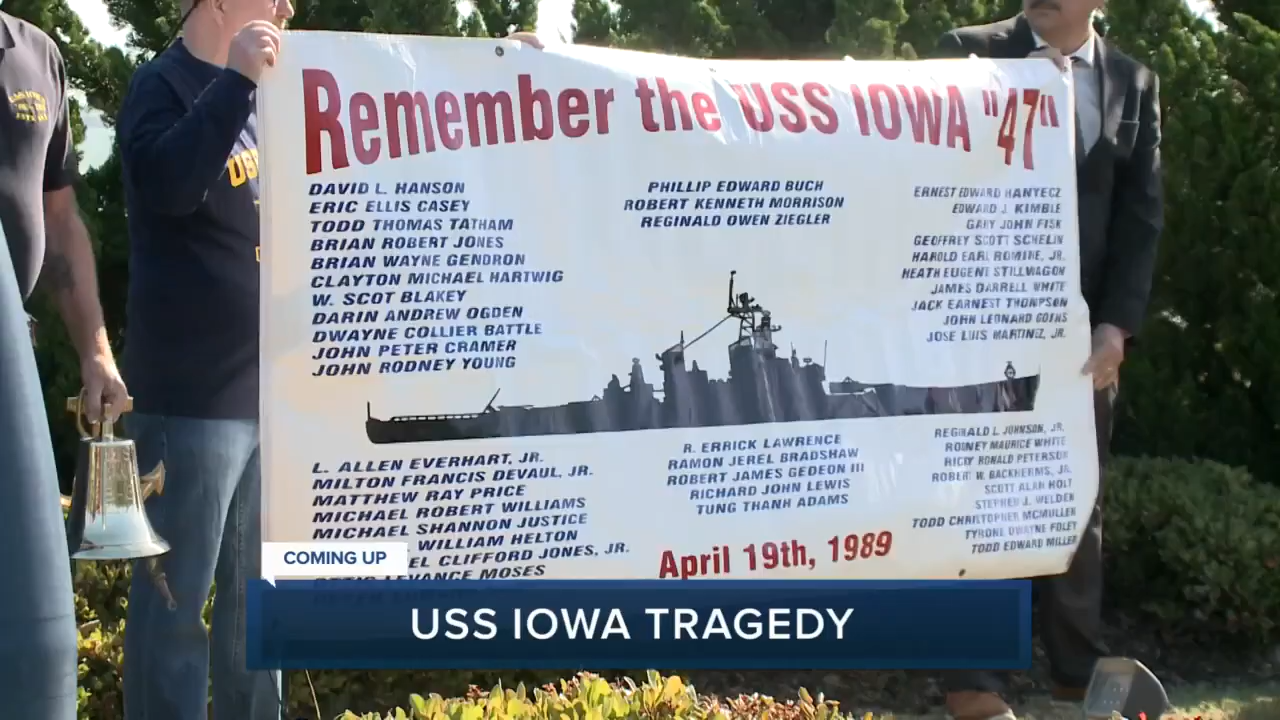 Remember the USS IOWA "47"
DAVID L. HANSON
ERIC ELLIS CASEY
TODD THOMAS TATHAM
BRIAN ROBERT JONES
BRIAN WAYNE GENDRON
CLAYTON MICHAEL HARTWIG
W. SCOT BLAKEY
DARIN ANDREW OGDEN
DWAYNE COLLIER BATTLE
JOHN PETER CRAMER
JOHN RODNEY YOUNG
PHILLIP EDWARD BUCH
ROBERT KENNETH MORRISON
REGINALD OWEN ZIEGLER
ERNEST EDWARD HANYECZ
EDWARD J. KIMBLE
GARY JOHN FISK
GEOFFREY SCOTT SCHELIN
HAROLD EARL ROMINE, JR.
HEATH EUGENT STILLWAGON
JAMES DARRELL WHITE
JACK EARNEST THOMPSON
JOHN LEONARD GOINS
JOSE LUIS MARTINEZ, JR.
L. ALLEN EVERHART, JR.
MILTON FRANCIS DEVAUL, JR.
MATTHEW RAY PRICE
MICHAEL ROBERT WILLIAMS
MICHAEL SHANNON JUSTICE
WILLIAM HELTON
EL CLIFFORD JONES, JR.
LEVANCE MOSES
R. ERRICK LAWRENCE
RAMON JEREL BRADSHAW
ROBERT JAMES GEDEON III
RICHARD JOHN LEWIS
TUNG THANH ADAMS
REGINALD L. JOHNSON, JR.
RODNEY MAURICE WHITE
RICKY RONALD PETERSON
ROBERT W. BACKHERMS, JR.
SCOTT ALAN HOLT
STEPHEN J. WELDEN
TODD CHRISTOPHER MCMULLEN
TYRONE DWAYNE FOLEY
TODD EDWARD MILLER
April 19th, 1989
COMING UP
USS IOWA TRAGEDY